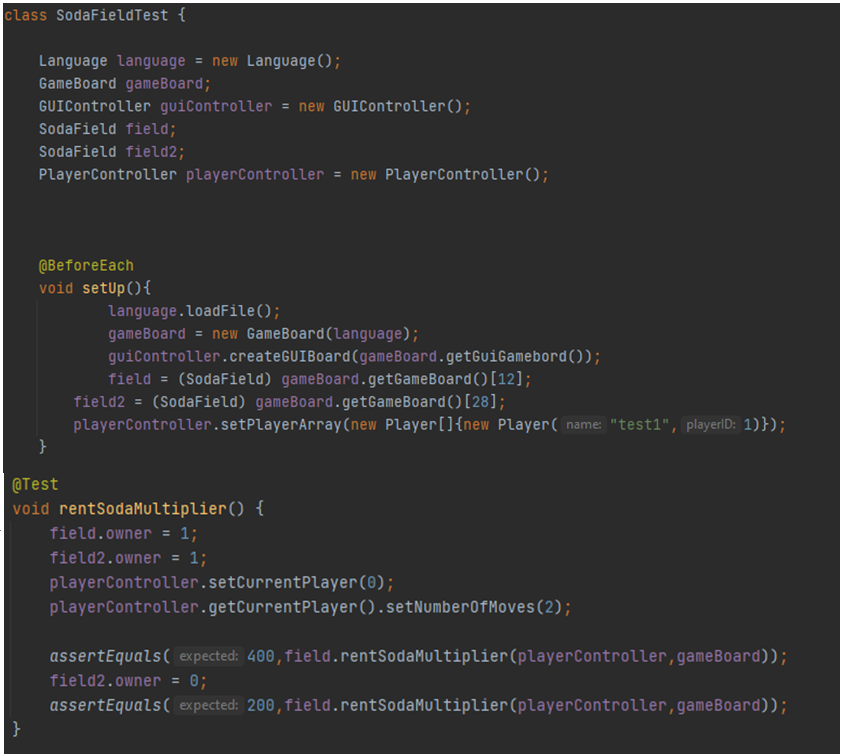 class SodaFieldTest {
Language language = new Language();
GameBoard gameBoard;
GUIController guiController = new GUIController();
SodaField field;
SodaField field2;
PlayerController playerController = new PlayerController();
@BeforeEach
void setUp(){
language.loadFile();
gameBoard = new GameBoard(language);
guiController.createGUIBoard(gameBoard.getGuiGamebord());
field = (SodaField) gameBoard.getGameBoard()[12];
field2 = (SodaField) gameBoard.getGameBoard()[28];
playerController.setPlayerArray(new Player[]{new Player( name: "test1", playerID: 1)});
}
@Test
void rentSodaMultiplier() {
field.owner = 1;
field2.owner = 1;
playerController.setCurrentPlayer(0);
playerController.getCurrentPlayer().setNumberOfMoves(2);
assertEquals( expected: 400,field.rentSodaMultiplier(playerController,gameBoard));
field2.owner = 0;
assertEquals( expected: 200,field.rentSodaMultiplier(playerController,gameBoard));
}